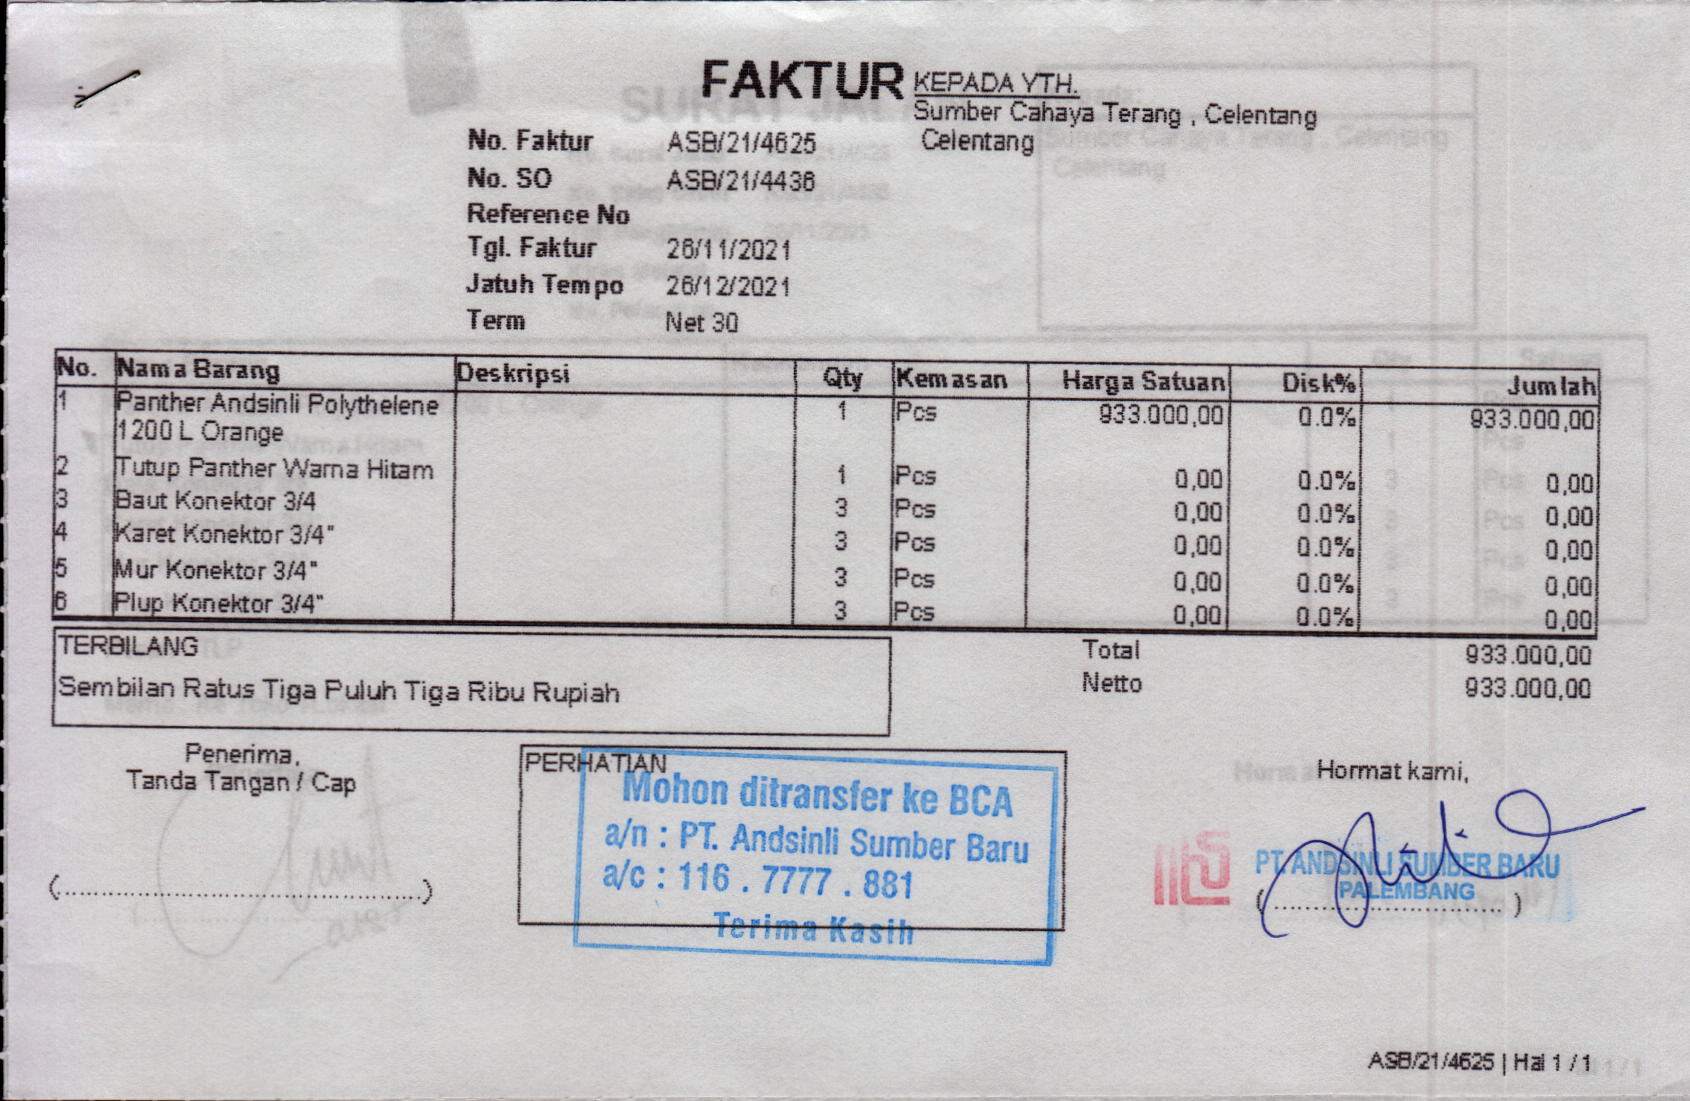 FAKTUR
KEPADA YTH.
Sumber Cahaya Terang , Celentang
Celentang
No. Faktur ASB/21/4625
No. SO ASB/21/4436
Reference No
Tgl. Faktur 26/11/2021
Jatuh Tempo 26/12/2021
Term Net 30
No. Nama Barang Deskripsi Qty Kemasan Harga Satuan Disk% Jumlah
1 Panther Andsinli Polythelene 1 Pcs 933.000,00 0.0% 933.000,00
1200 L Orange
2 Tutup Panther Warna Hitam 1 Pcs 0,00 0.0% 0,00
3 Baut Konektor 3/4 3 Pcs 0,00 0.0% 0,00
4 Karet Konektor 3/4" 3 Pcs 0,00 0.0% 0,00
5 Mur Konektor 3/4" 3 Pcs 0,00 0.0% 0,00
6 Plup Konektor 3/4" 3 Pcs 0,00 0.0% 0,00
TERBILANG
Sembilan Ratus Tiga Puluh Tiga Ribu Rupiah
Total 933.000,00
Netto 933.000,00
Penerima,
Tanda Tangan / Cap
PERHATIAN
Mohon ditransfer ke BCA
a/n : PT. Andsinli Sumber Baru
a/c : 116 . 7777 . 881
Terima Kasih
Hormat kami,
PT. ANDSINLI SUMBER BARU
PALEMBANG
ASB/21/4625 | Hal 1 / 1